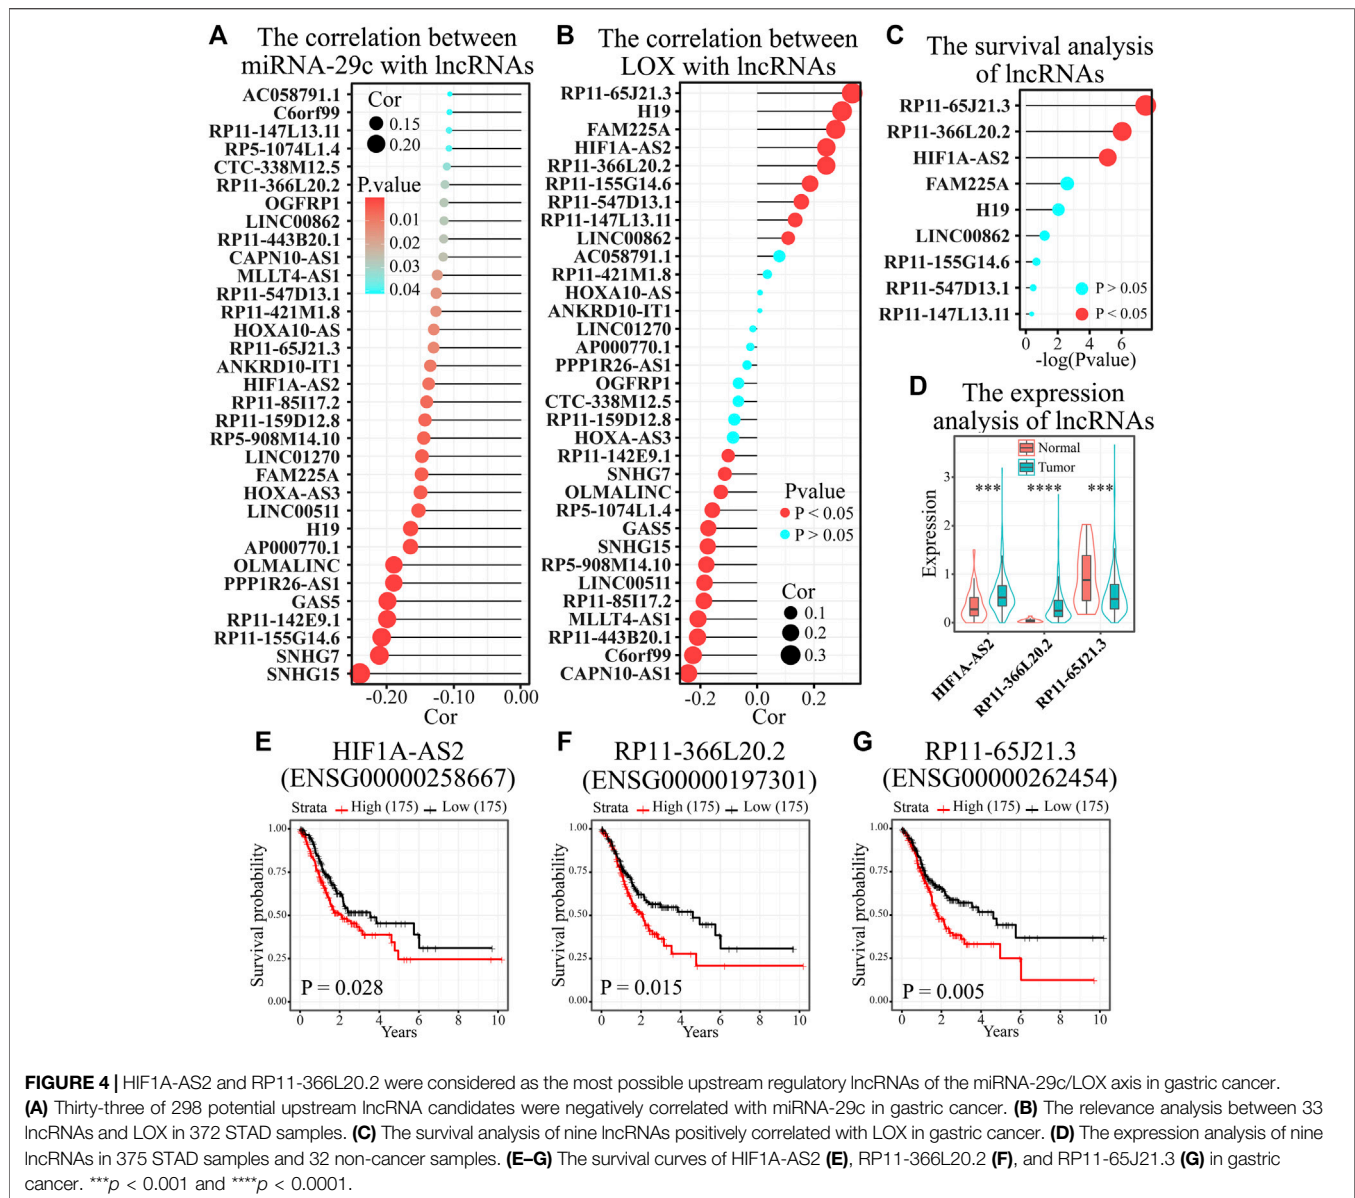 A
The correlation between
miRNA-29c with lncRNAs
AC058791.1
C6orf99
RP11-147L13.11
RP5-1074L1.4
CTC-338M12.5
RP11-366L20.2
OGFRP1
LINC00862
RP11-443B20.1
CAPN10-AS1
MLLT4-AS1
RP11-547D13.1
RP11-421M1.8
HOXA10-AS
RP11-65J21.3
ANKRD10-IT1
HIF1A-AS2
RP11-85I17.2
RP11-159D12.8
RP5-908M14.10
LINC01270
FAM225A
HOXA-AS3
LINC00511
H19
AP000770.1
OLMALINC
PPP1R26-AS1
GAS5
RP11-142E9.1
RP11-155G14.6
SNHG7
SNHG15
Cor
0.15
0.20
P.value
0.01
0.02
0.03
0.04
-0.20 -0.10 0.00
Cor
B
The correlation between
LOX with lncRNAs
RP11-65J21.3
H19
FAM225A
HIF1A-AS2
RP11-366L20.2
RP11-155G14.6
RP11-547D13.1
RP11-147L13.11
LINC00862
AC058791.1
RP11-421M1.8
HOXA10-AS
ANKRD10-IT1
LINC01270
AP000770.1
PPP1R26-AS1
OGFRP1
CTC-338M12.5
RP11-159D12.8
HOXA-AS3
RP11-142E9.1
SNHG7
OLMALINC
RP5-1074L1.4
GAS5
SNHG15
RP5-908M14.10
LINC00511
RP11-85I17.2
MLLT4-AS1
RP11-443B20.1
C6orf99
CAPN10-AS1
Pvalue
P < 0.05
P > 0.05
Cor
0.1
0.2
0.3
-0.2 0.0 0.2
Cor
C
The survival analysis
of lncRNAs
RP11-65J21.3
RP11-366L20.2
HIF1A-AS2
FAM225A
H19
LINC00862
RP11-155G14.6
RP11-547D13.1
RP11-147L13.11
P > 0.05
P < 0.05
0 2 4 6
-log(Pvalue)
D
The expression
analysis of lncRNAs
Normal
Tumor
*** **** ***
Expression
3
2
1
0
HIF1A-AS2
RP11-366L20.2
RP11-65J21.3
E
HIF1A-AS2
(ENSG00000258667)
Strata High (175) Low (175)
Survival probability
1.00
0.75
0.50
0.25
0.00
P = 0.028
0 2 4 6 8 10
Years
F
RP11-366L20.2
(ENSG00000197301)
Strata High (175) Low (175)
Survival probability
1.00
0.75
0.50
0.25
0.00
P = 0.015
0 2 4 6 8 10
Years
G
RP11-65J21.3
(ENSG00000262454)
Strata High (175) Low (175)
Survival probability
1.00
0.75
0.50
0.25
0.00
P = 0.005
0 2 4 6 8 10
Years
FIGURE 4 | HIF1A-AS2 and RP11-366L20.2 were considered as the most possible upstream regulatory lncRNAs of the miRNA-29c/LOX axis in gastric cancer.
(A) Thirty-three of 298 potential upstream lncRNA candidates were negatively correlated with miRNA-29c in gastric cancer. (B) The relevance analysis between 33
lncRNAs and LOX in 372 STAD samples. (C) The survival analysis of nine lncRNAs positively correlated with LOX in gastric cancer. (D) The expression analysis of nine
lncRNAs in 375 STAD samples and 32 non-cancer samples. (E–G) The survival curves of HIF1A-AS2 (E), RP11-366L20.2 (F), and RP11-65J21.3 (G) in gastric
cancer. ***p < 0.001 and ****p < 0.0001.